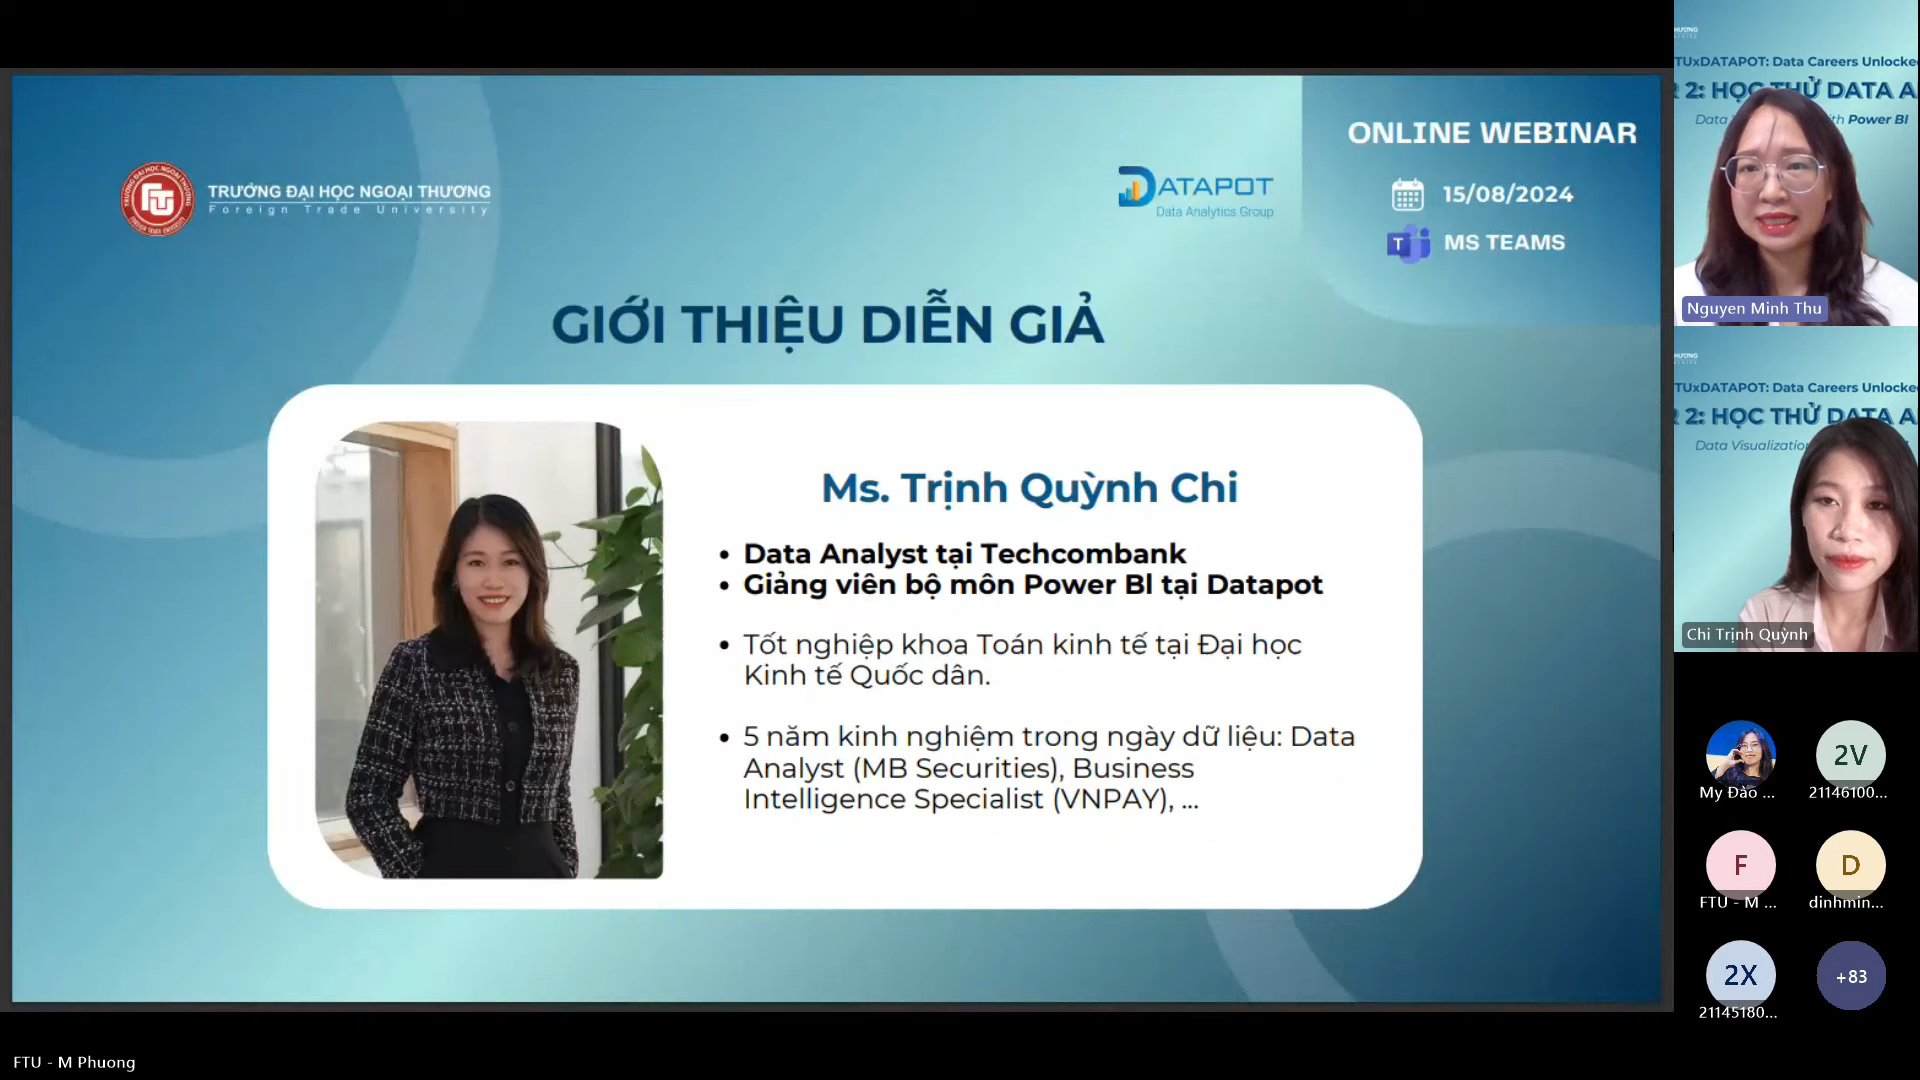 TRƯỜNG ĐẠI HỌC NGOẠI THƯƠNG
Foreign Trade University
DATAPOT
Data Analytics Group
ONLINE WEBINAR
15/08/2024
MS TEAMS
GIỚI THIỆU DIỄN GIẢ
Ms. Trịnh Quỳnh Chi
• Data Analyst tại Techcombank
• Giảng viên bộ môn Power BI tại Datapot
• Tốt nghiệp khoa Toán kinh tế tại Đại học
Kinh tế Quốc dân.
• 5 năm kinh nghiệm trong ngày dữ liệu: Data
Analyst (MB Securities), Business
Intelligence Specialist (VNPAY), ...
TUxDATAPOT: Data Careers Unlocke
2: HỌC THỬ DATA A
Data
Power BI
Nguyen Minh Thu
TUxDATAPOT: Data Careers Unlocke
2: HỌC THỬ DATA A
Data Visualizatio
Chi Trịnh Quỳnh
My Đào ...
2V
21146100...
F
FTU - M ...
D
dinhmin...
2X
21145180...
+83
FTU - M Phuong